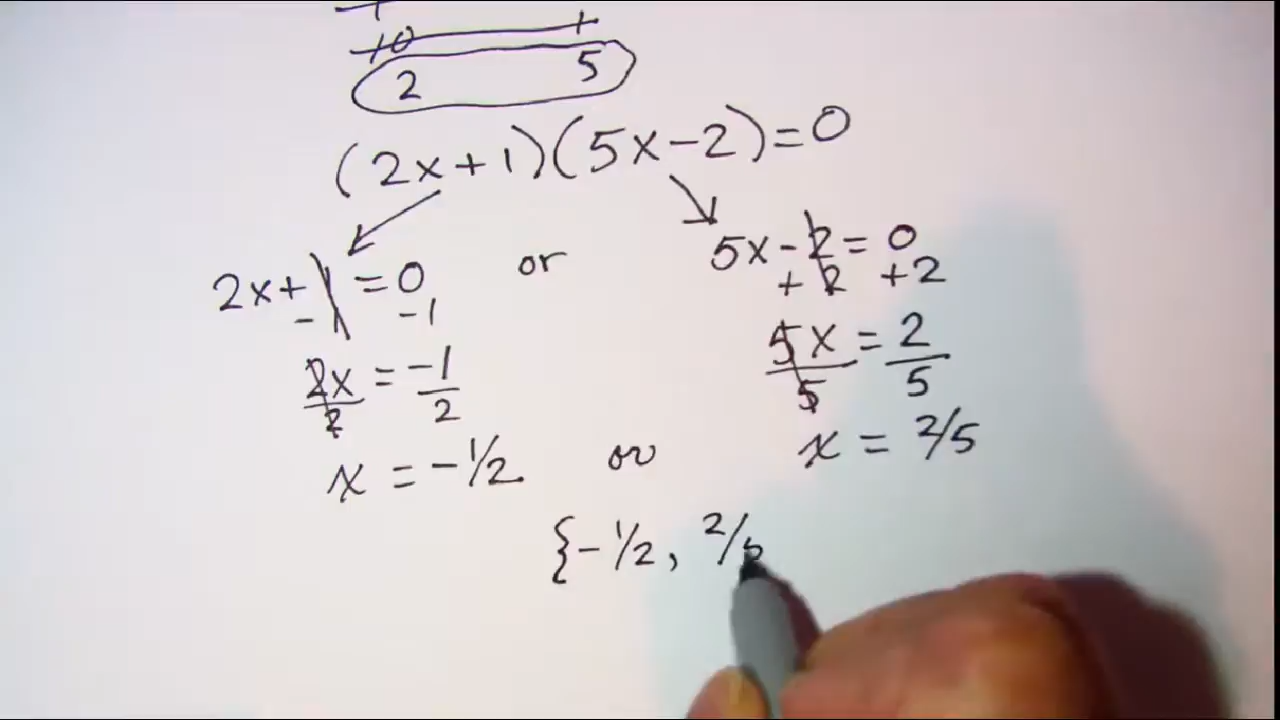 10 1
2 5
(2x+1)(5x-2)=0
2x+1=0 or 5x-2=0
-1 -1 +2 +2
2x/2 = -1/2 5x/5 = 2/5
x = -1/2 or x = 2/5
{-1/2, 2/5